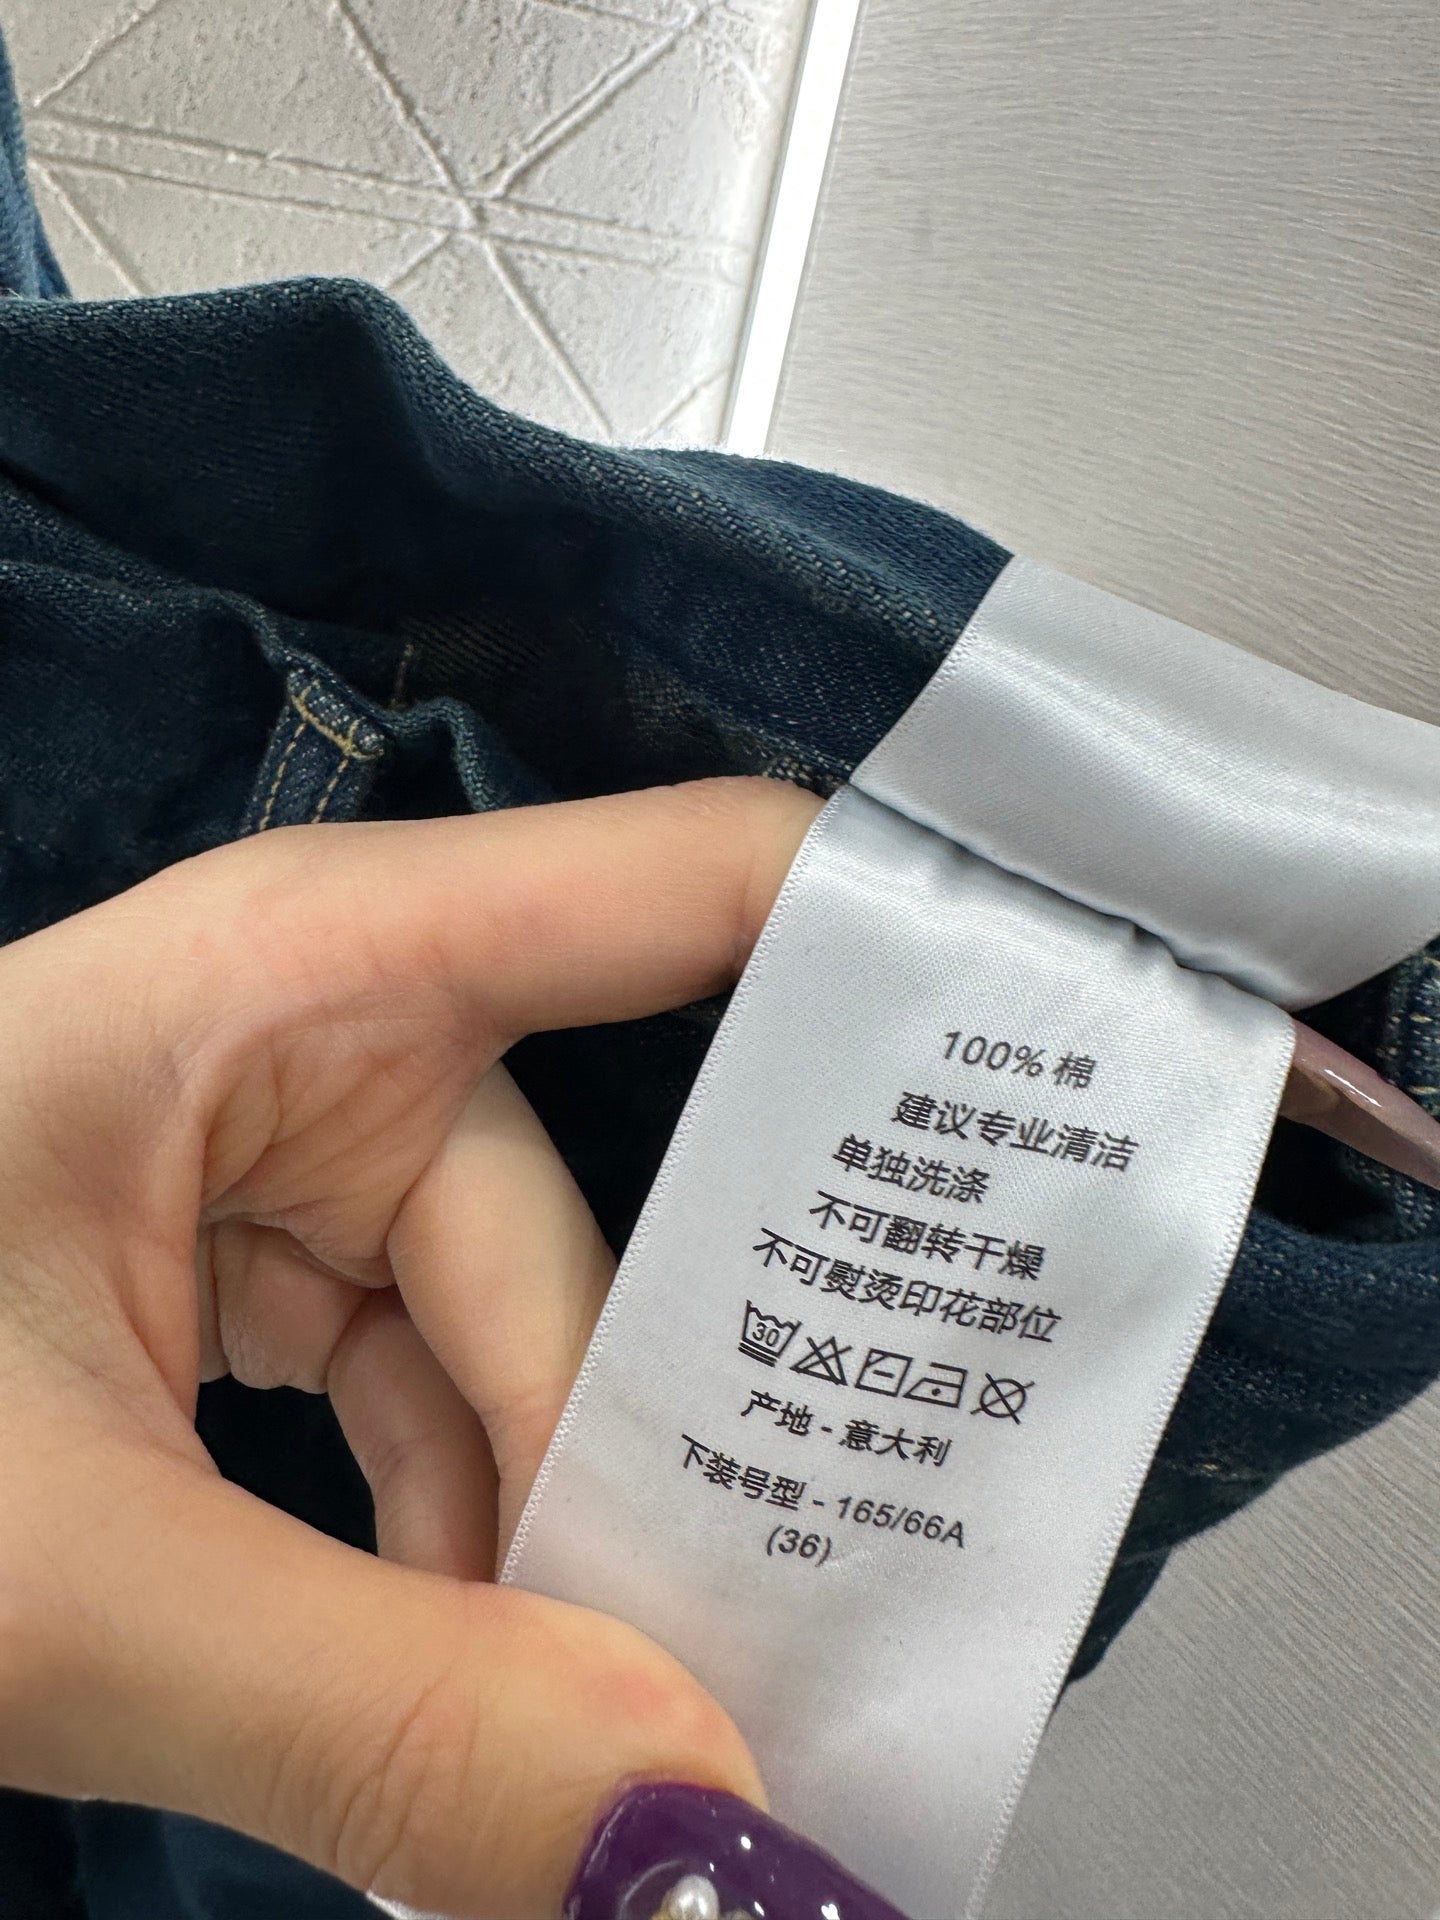 100% 棉
建议专业清洁
单独洗涤
不可翻转干燥
不可熨烫印花部位
30
产地 - 意大利
下装号型 - 165/66A
(36)